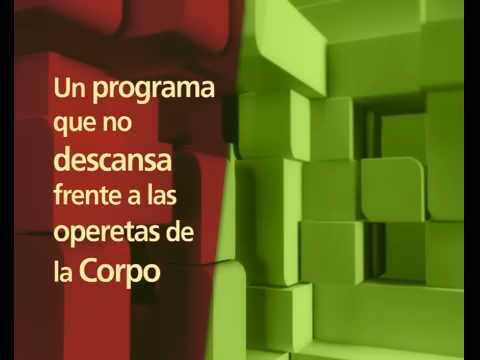 Un programa
que no
descansa
frente a las
operetas de
la Corpo